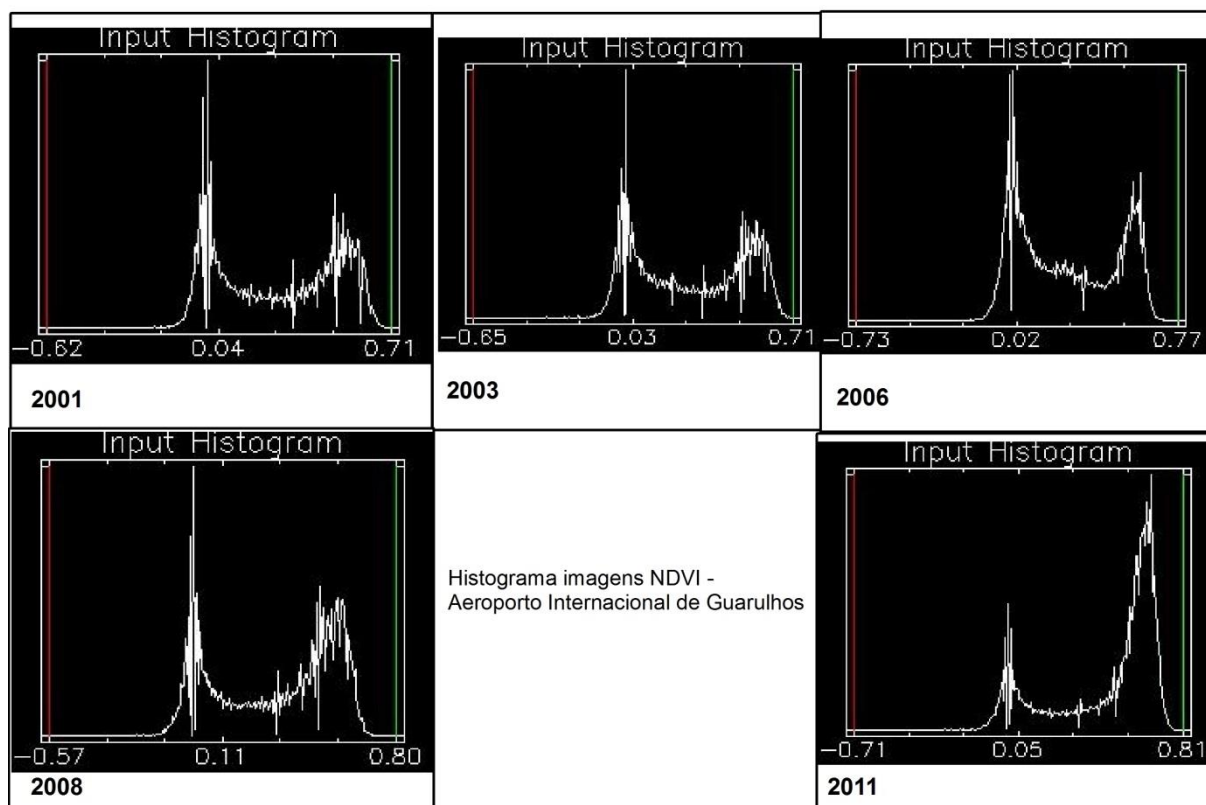 Input Histogram
-0.62 0.04 0.71
2001
Input Histogram
-0.65 0.03 0.71
2003
Input Histogram
-0.73 0.02 0.77
2006
Input Histogram
-0.57 0.11 0.80
2008
Histograma imagens NDVI -
Aeroporto Internacional de Guarulhos
Input Histogram
-0.71 0.05 0.81
2011